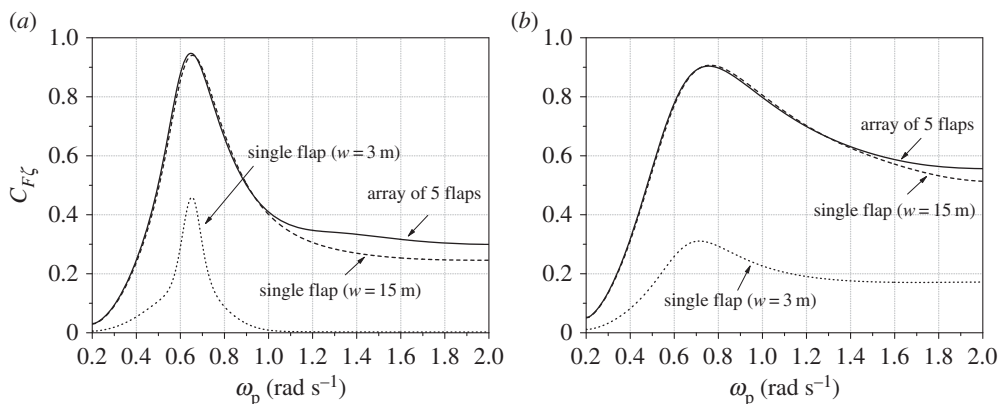 (a)
1.0
0.8
0.6
0.4
0.2
0
C_{Fζ}
single flap (w = 3 m)
array of 5 flaps
single flap (w = 15 m)
0.2 0.4 0.6 0.8 1.0 1.2 1.4 1.6 1.8 2.0
ω_p (rad s⁻¹)
(b)
1.0
0.8
0.6
0.4
0.2
0
array of 5 flaps
single flap (w = 15 m)
single flap (w = 3 m)
0.2 0.4 0.6 0.8 1.0 1.2 1.4 1.6 1.8 2.0
ω_p (rad s⁻¹)